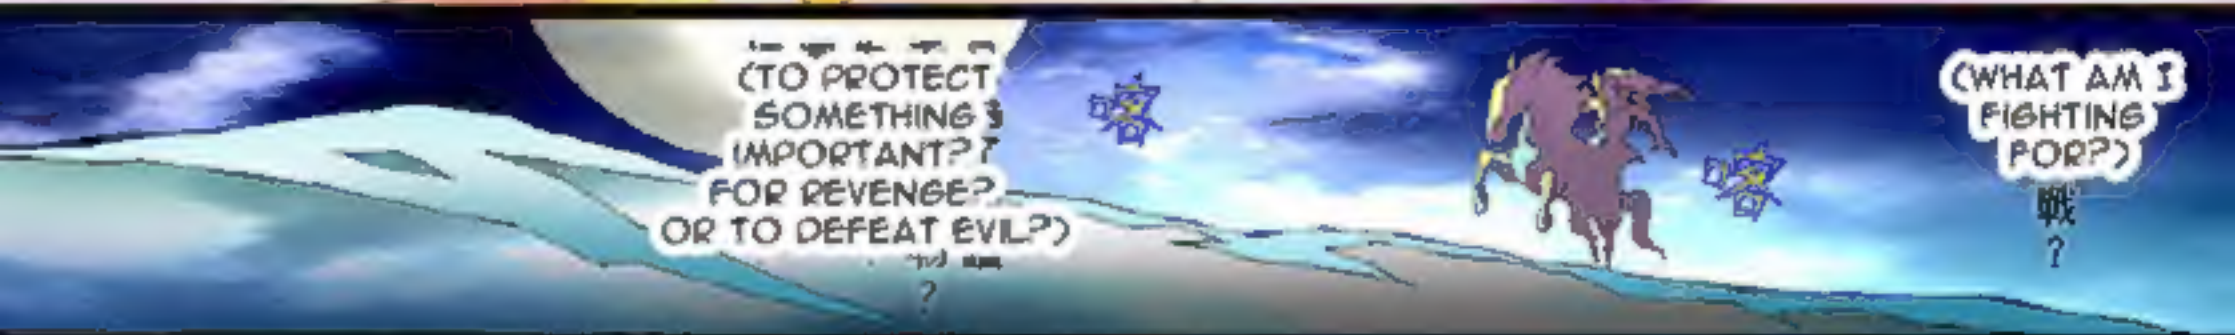 (WHAT AM I
FIGHTING
FOR?)
戦
?
(TO PROTECT
SOMETHING
IMPORTANT?
FOR REVENGE?
OR TO DEFEAT EVIL?)
?